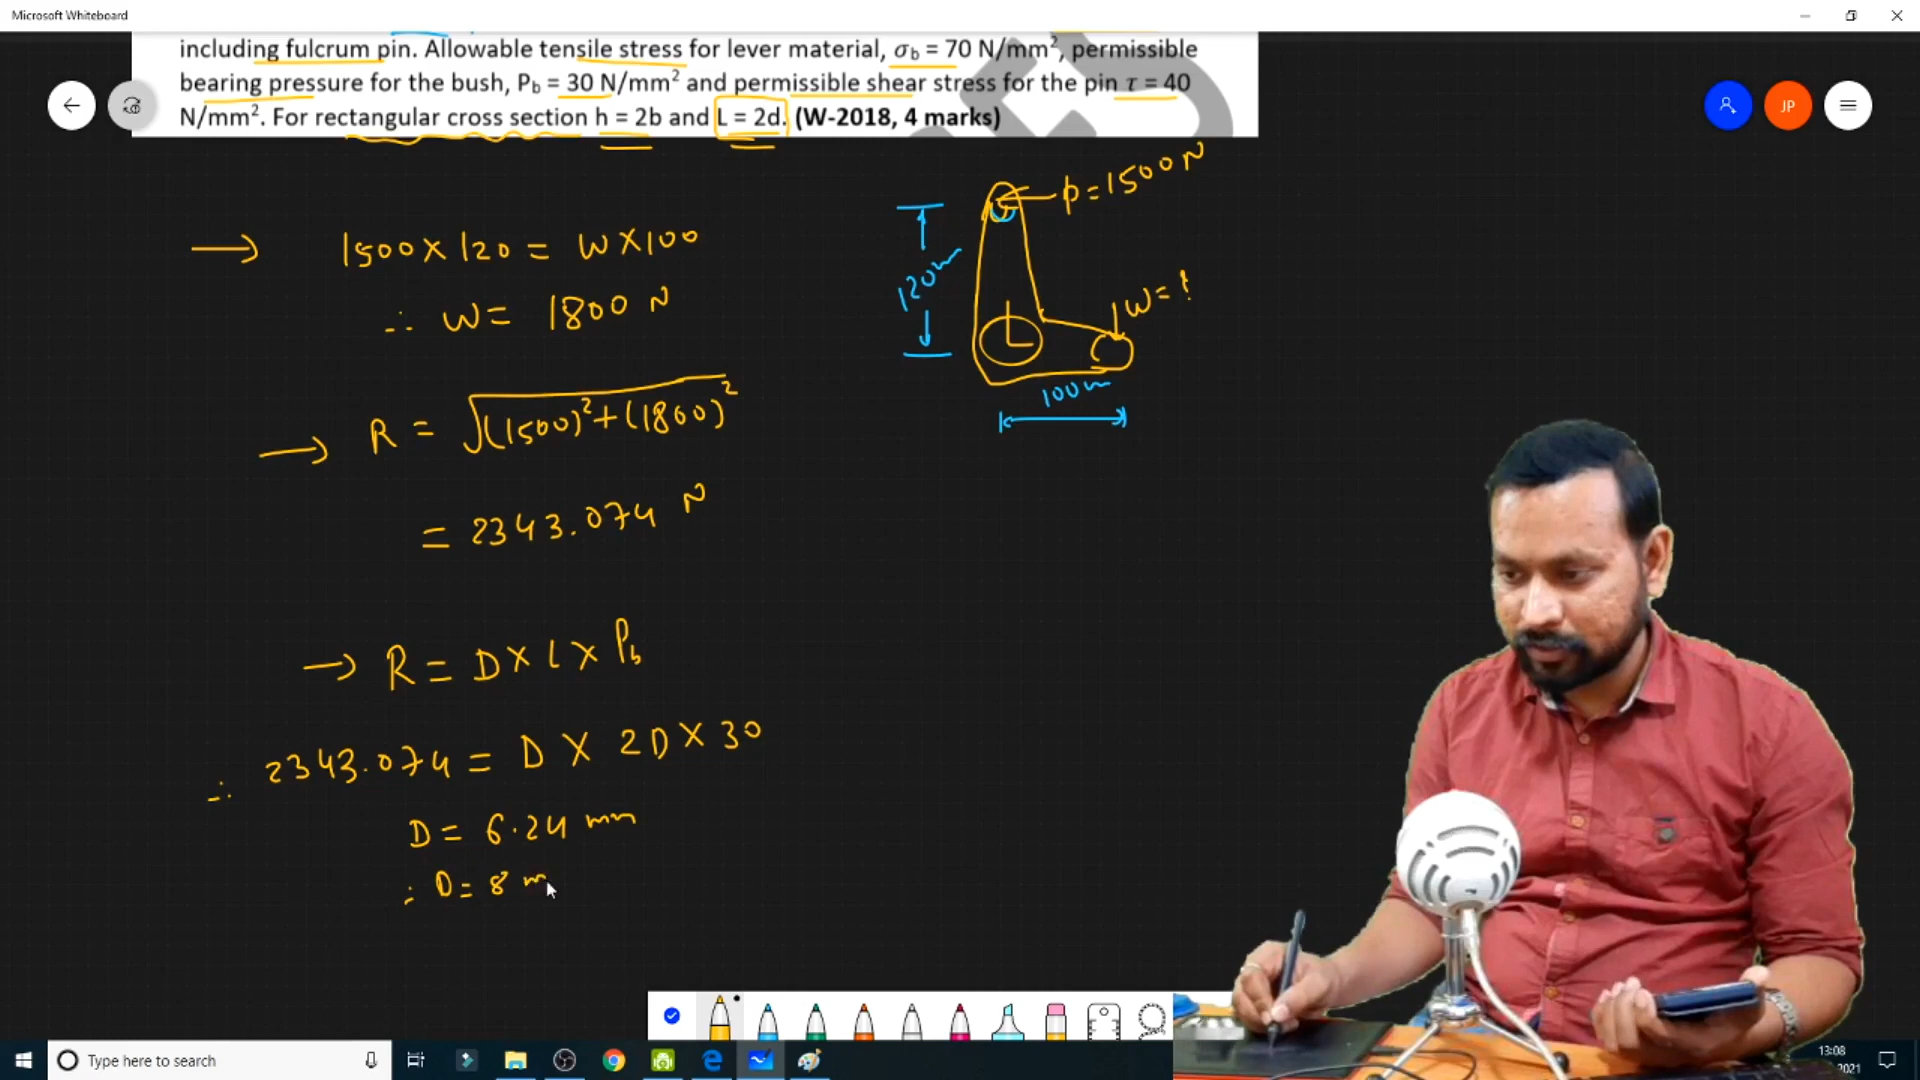 Microsoft Whiteboard
including fulcrum pin. Allowable tensile stress for lever material, σb = 70 N/mm², permissible
bearing pressure for the bush, Pb = 30 N/mm² and permissible shear stress for the pin τ = 40
N/mm². For rectangular cross section h = 2b and L = 2d. (W-2018, 4 marks)
JP
1500 × 120 = W × 100
∴ W = 1800 N
R = √(1500)² + (1800)²
= 2343.074 N
→ R = D × L × Pb
∴ 2343.074 = D × 2D × 30
D = 6.24 mm
∴ D = 8 m
P = 1500 N
120m
W = ?
100m
Type here to search
13:08
2021